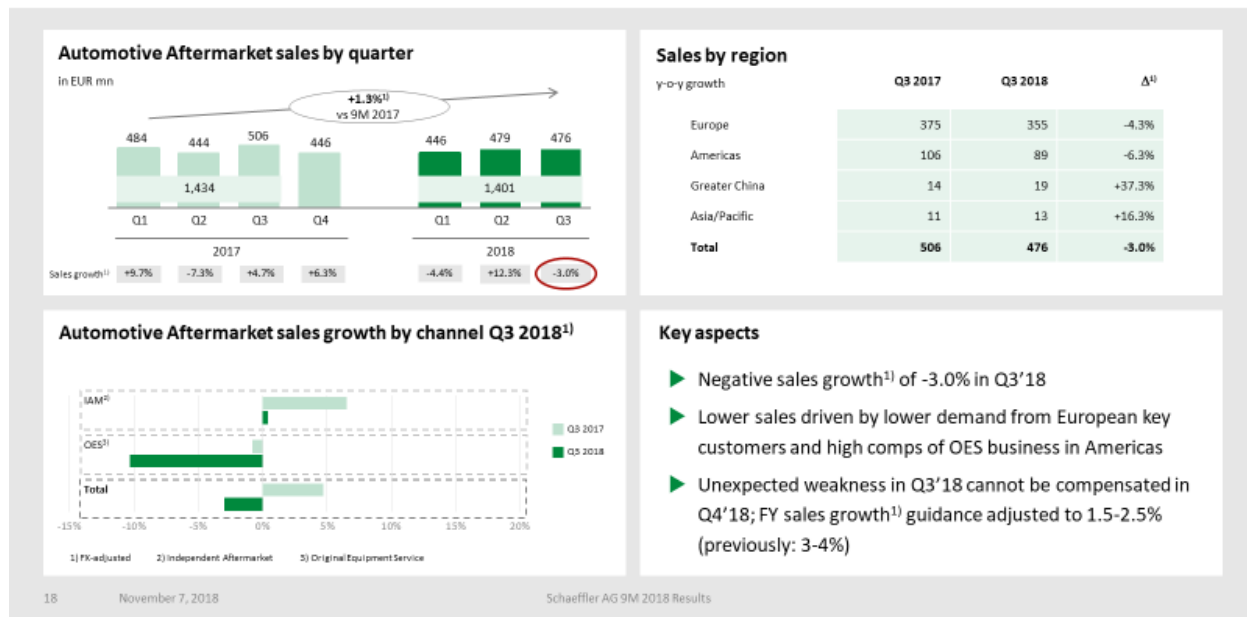 Automotive Aftermarket sales by quarter
in EUR mn
+1.3%1)
vs 9M 2017
484 444 506 446 446 479 476
1,434 1,401
Q1 Q2 Q3 Q4 Q1 Q2 Q3
2017 2018
Sales growth1) +9.7% -7.3% +4.7% +6.3% -4.4% +12.3% -3.0%
Sales by region
y-o-y growth Q3 2017 Q3 2018 Δ1)
Europe 375 355 -4.3%
Americas 106 89 -6.3%
Greater China 14 19 +37.3%
Asia/Pacific 11 13 +16.3%
Total 506 476 -3.0%
Automotive Aftermarket sales growth by channel Q3 20181)
IAM2)
OES3)
Total
Q3 2017
Q3 2018
-15% -10% -5% 0% 5% 10% 15% 20%
1) FX-adjusted 2) Independent Aftermarket 3) Original Equipment Service
Key aspects
Negative sales growth1) of -3.0% in Q3'18
Lower sales driven by lower demand from European key
customers and high comps of OES business in Americas
Unexpected weakness in Q3'18 cannot be compensated in
Q4'18; FY sales growth1) guidance adjusted to 1.5-2.5%
(previously: 3-4%)
18 November 7, 2018 Schaeffler AG 9M 2018 Results